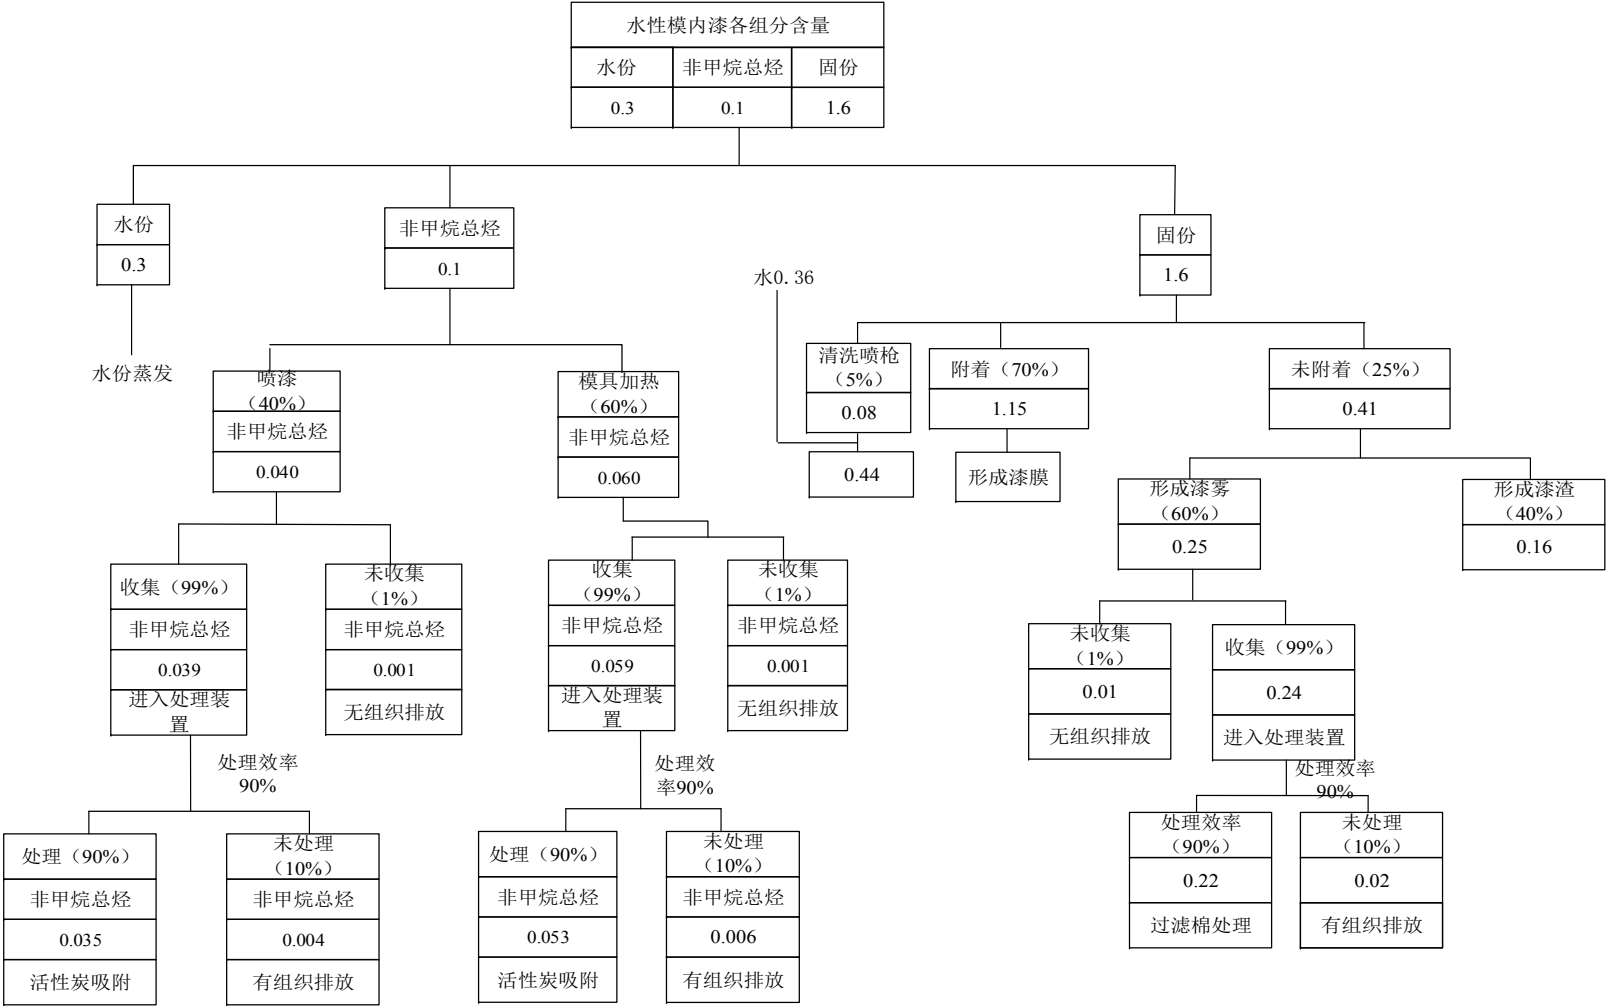 水性模内漆各组分含量
水份 非甲烷总烃 固份
0.3 0.1 1.6
水份
0.3
水份蒸发
非甲烷总烃
0.1
固份
1.6
水0.36
喷漆
（40%）
非甲烷总烃
0.040
模具加热
（60%）
非甲烷总烃
0.060
清洗喷枪
（5%）
0.08
0.44
附着（70%）
1.15
形成漆膜
未附着（25%）
0.41
形成漆雾
（60%）
0.25
形成漆渣
（40%）
0.16
收集（99%）
非甲烷总烃
0.039
进入处理装
置
未收集
（1%）
非甲烷总烃
0.001
无组织排放
收集
（99%）
非甲烷总烃
0.059
进入处理装
置
未收集
（1%）
非甲烷总烃
0.001
无组织排放
未收集
（1%）
0.01
无组织排放
收集（99%）
0.24
进入处理装置
处理效率
90%
处理效
率90%
处理效率
90%
处理（90%）
非甲烷总烃
0.035
活性炭吸附
未处理
（10%）
非甲烷总烃
0.004
有组织排放
处理（90%）
非甲烷总烃
0.053
活性炭吸附
未处理
（10%）
非甲烷总烃
0.006
有组织排放
处理效率
（90%）
0.22
过滤棉处理
未处理
（10%）
0.02
有组织排放